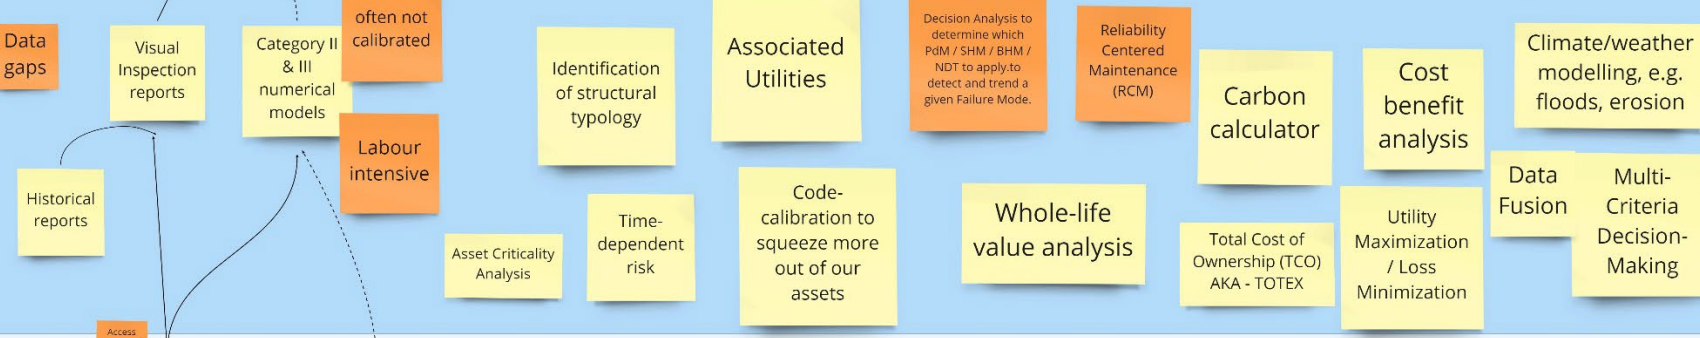 Data
gaps
Visual
Inspection
reports
Historical
reports
Category II
& III
numerical
models
often not
calibrated
Labour
intensive
Access
Asset Criticality
Analysis
Identification
of structural
typology
Time-
dependent
risk
Associated
Utilities
Code-
calibration to
squeeze more
out of our
assets
Decision Analysis to
determine which
PdM / SHM / BHM /
NDT to apply.to
detect and trend a
given Failure Mode.
Reliability
Centered
Maintenance
(RCM)
Whole-life
value analysis
Carbon
calculator
Total Cost of
Ownership (TCO)
AKA - TOTEX
Cost
benefit
analysis
Utility
Maximization
/ Loss
Minimization
Climate/weather
modelling, e.g.
floods, erosion
Data
Fusion
Multi-
Criteria
Decision-
Making